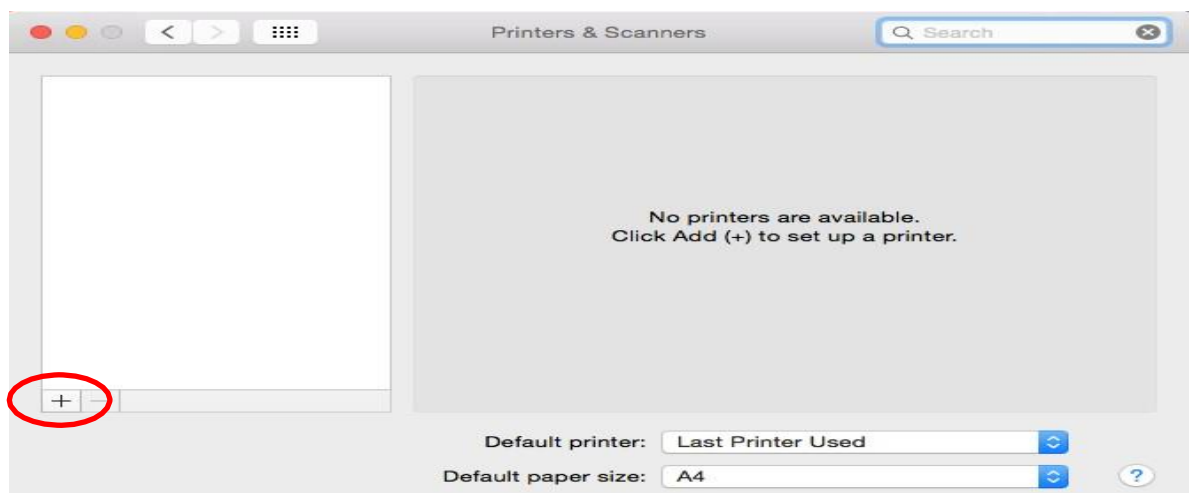 Printers & Scanners
Search
No printers are available.
Click Add (+) to set up a printer.
+ −
Default printer: Last Printer Used
Default paper size: A4
?